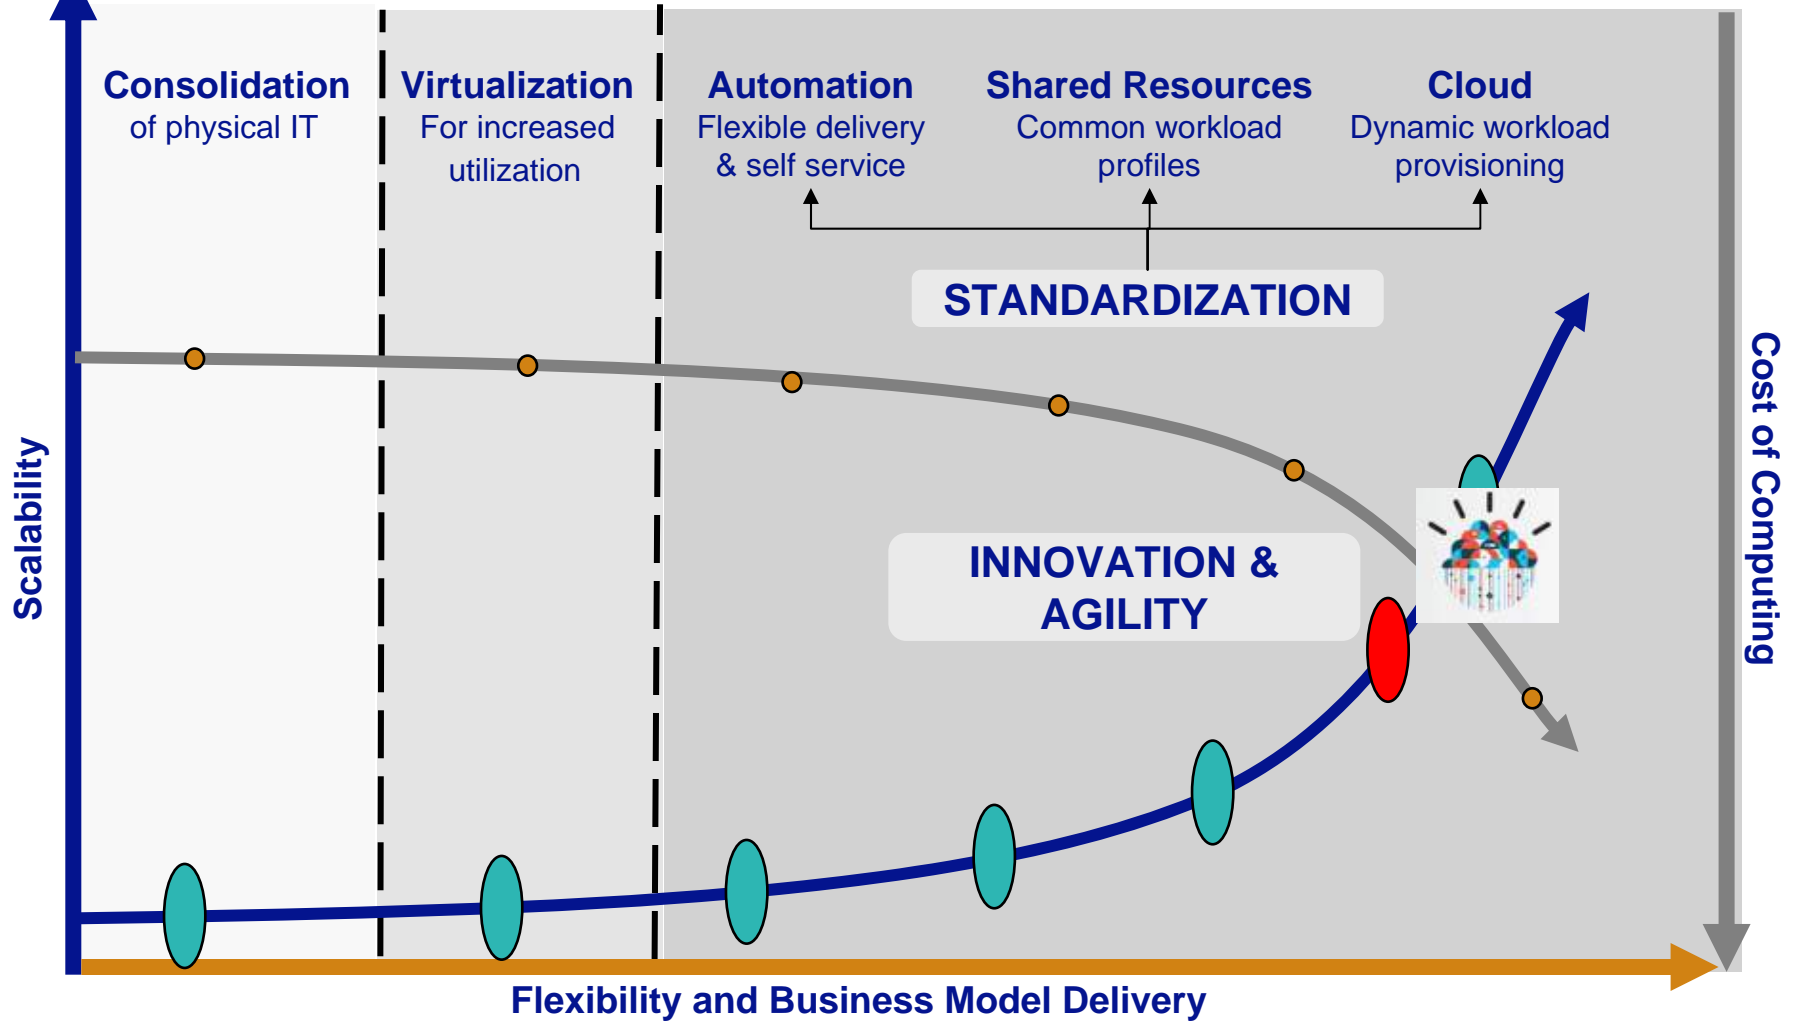 Consolidation
of physical IT
Virtualization
For increased
utilization
Automation
Flexible delivery
& self service
Shared Resources
Common workload
profiles
Cloud
Dynamic workload
provisioning
STANDARDIZATION
INNOVATION &
AGILITY
Scalability
Cost of Computing
Flexibility and Business Model Delivery